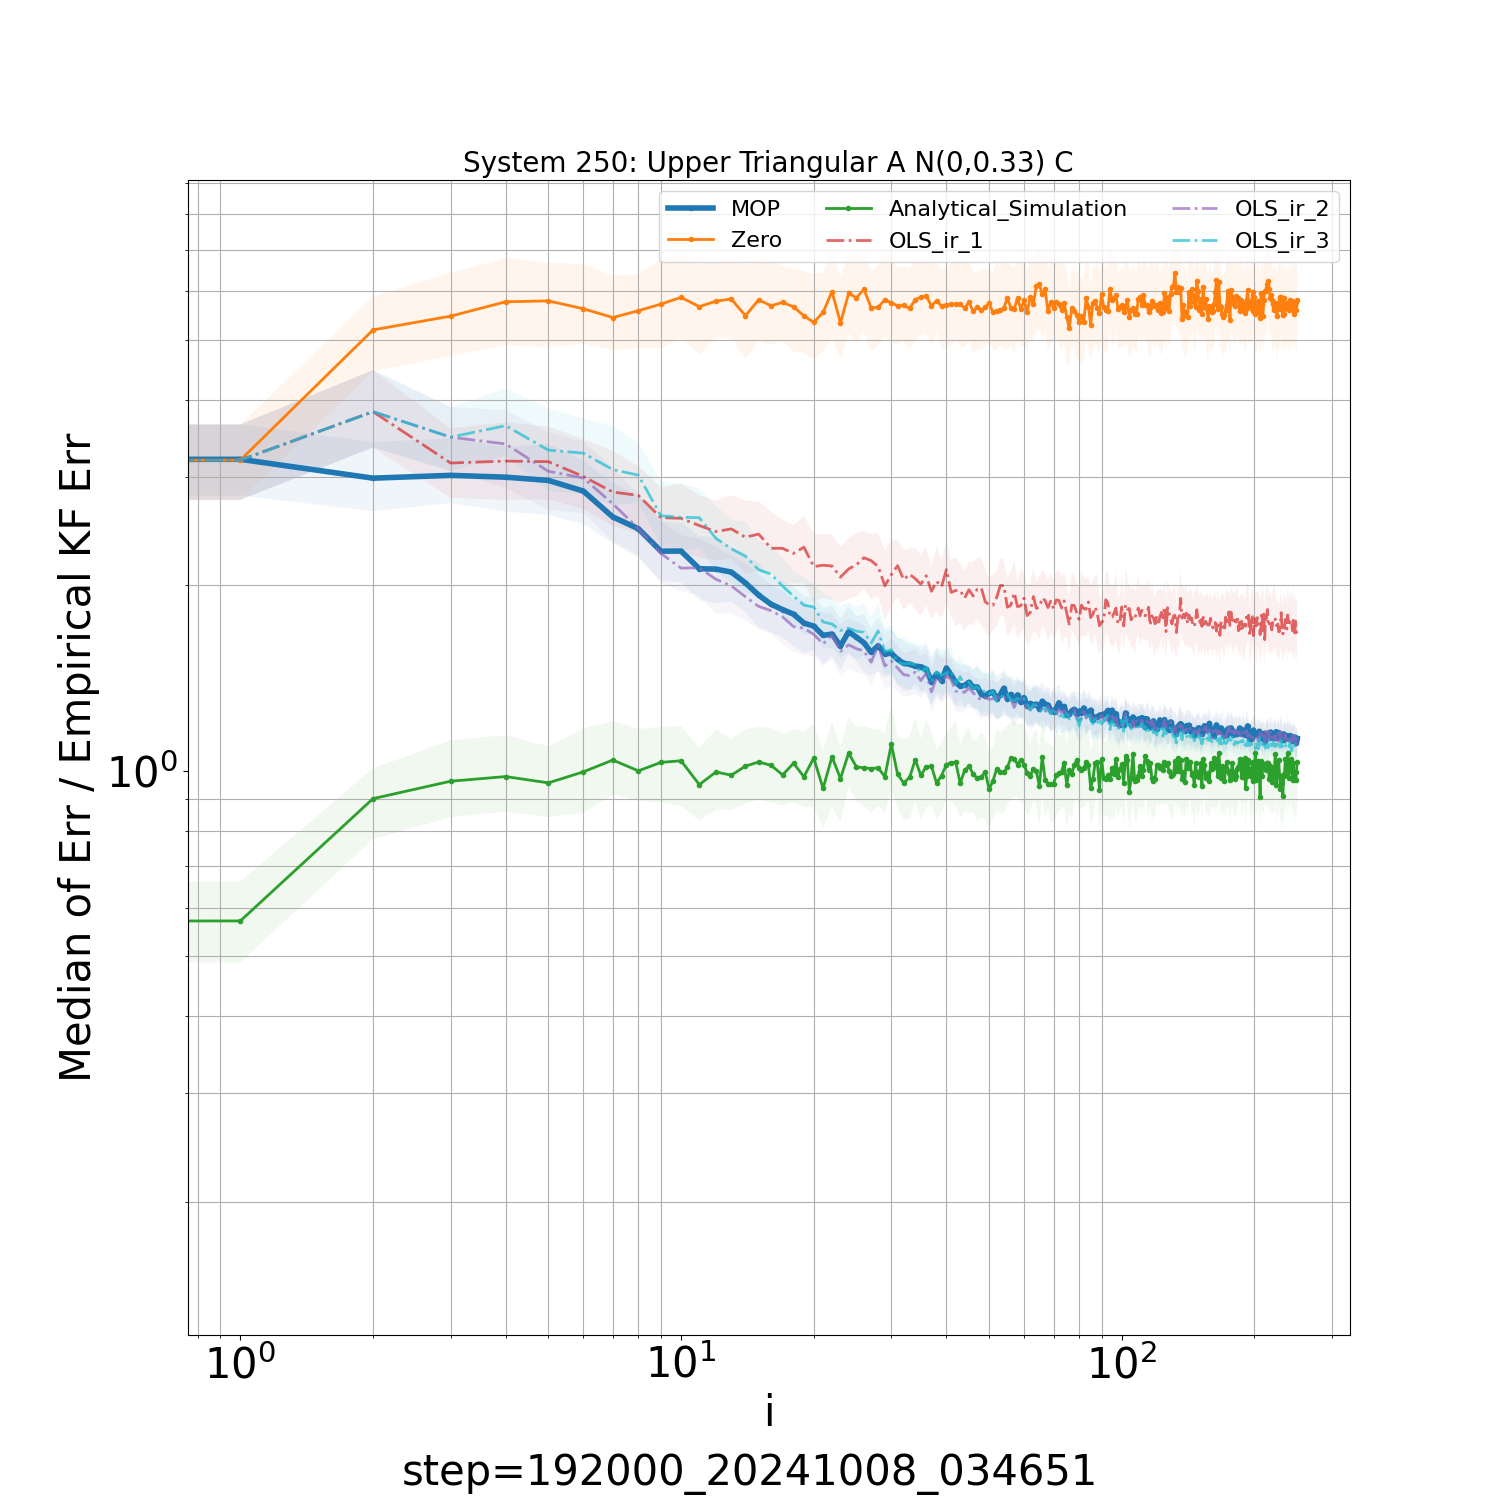 System 250: Upper Triangular A N(0,0.33) C
MOP
Zero
Analytical_Simulation
OLS_ir_1
OLS_ir_2
OLS_ir_3
Median of Err / Empirical KF Err
10⁰
10⁰ 10¹ 10²
i
step=192000_20241008_034651